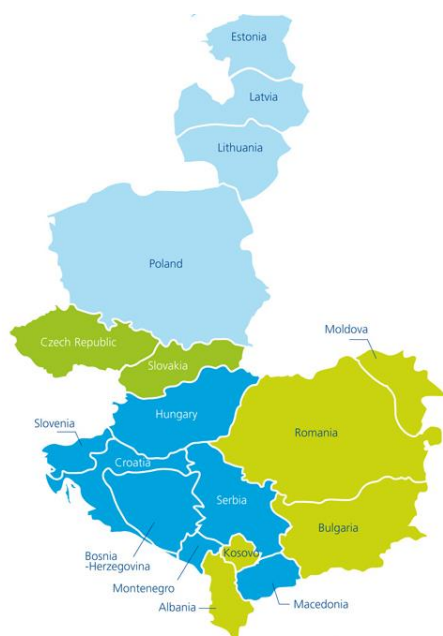 Estonia
Latvia
Lithuania
Poland
Moldova
Czech Republic
Slovakia
Hungary
Slovenia
Romania
Croatia
Serbia
Bulgaria
Kosovo
Bosnia
-Herzegovina
Montenegro
Albania
Macedonia